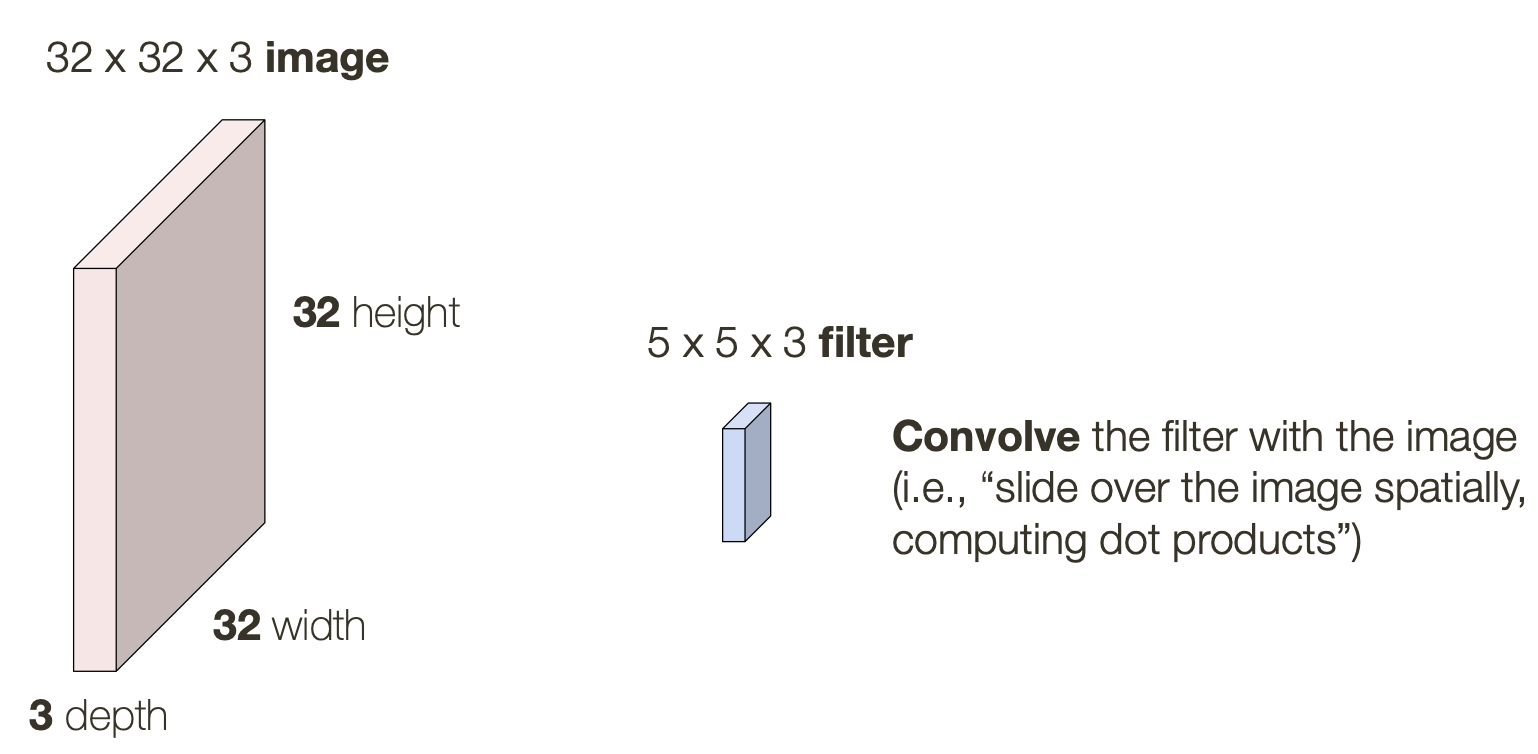 32 x 32 x 3 image
32 height
5 x 5 x 3 filter
Convolve the filter with the image
(i.e., “slide over the image spatially,
computing dot products”)
32 width
3 depth